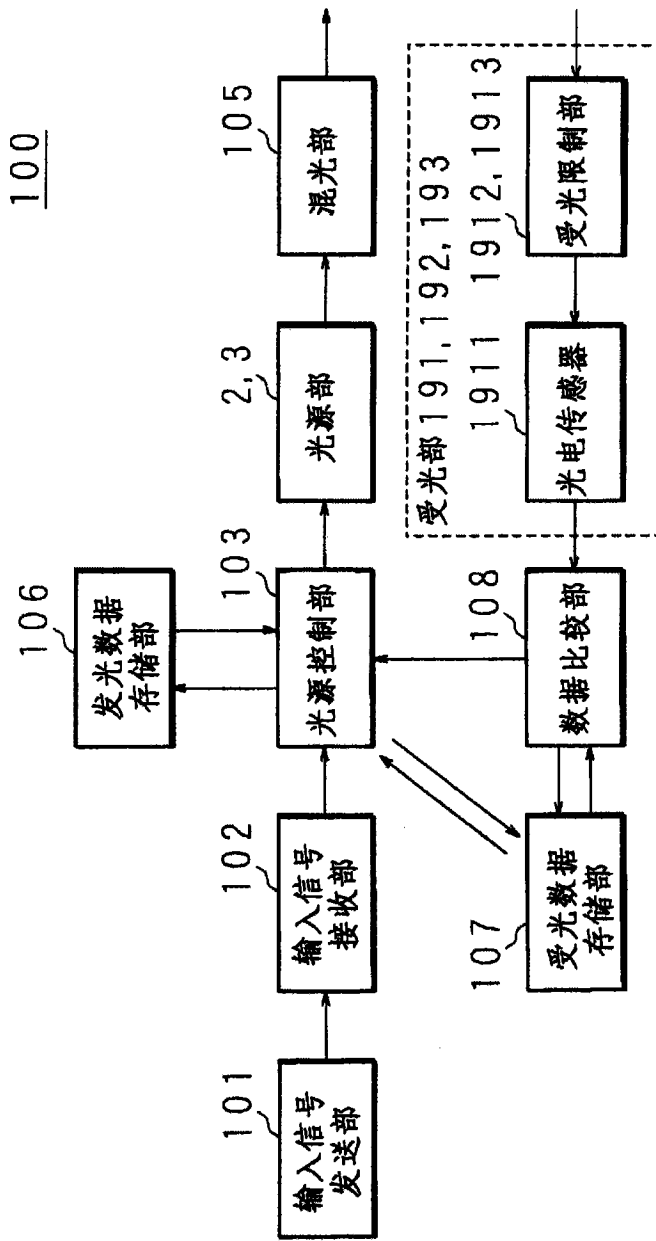 100
106
发光数据
存储部
101
输入信号
发送部
102
输入信号
接收部
103
光源控制部
2,3
光源部
105
混光部
107
受光数据
存储部
108
数据比较部
受光部 191, 192, 193
1911
光电传感器
1912, 1913
受光限制部